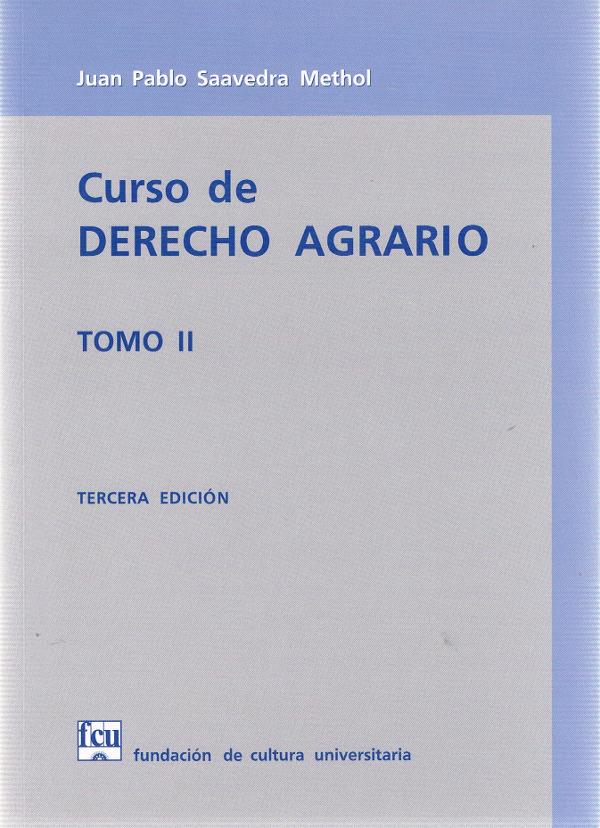 Juan Pablo Saavedra Methol
Curso de
DERECHO AGRARIO
TOMO II
TERCERA EDICIÓN
fcu
fundación de cultura universitaria